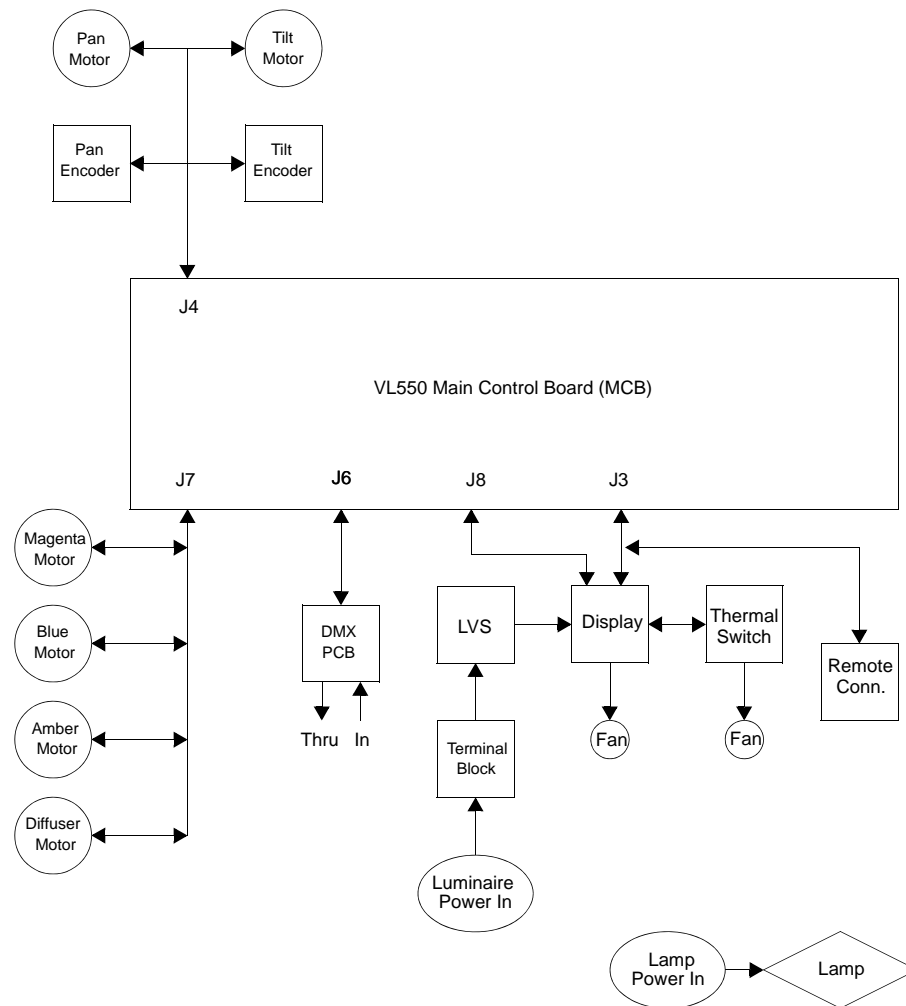 Pan
Motor
Tilt
Motor
Pan
Encoder
Tilt
Encoder
J4
VL550 Main Control Board (MCB)
J7
J6
J8
J3
Magenta
Motor
Blue
Motor
Amber
Motor
Diffuser
Motor
DMX
PCB
Thru
In
LVS
Display
Thermal
Switch
Remote
Conn.
Terminal
Block
Fan
Fan
Luminaire
Power In
Lamp
Power In
Lamp